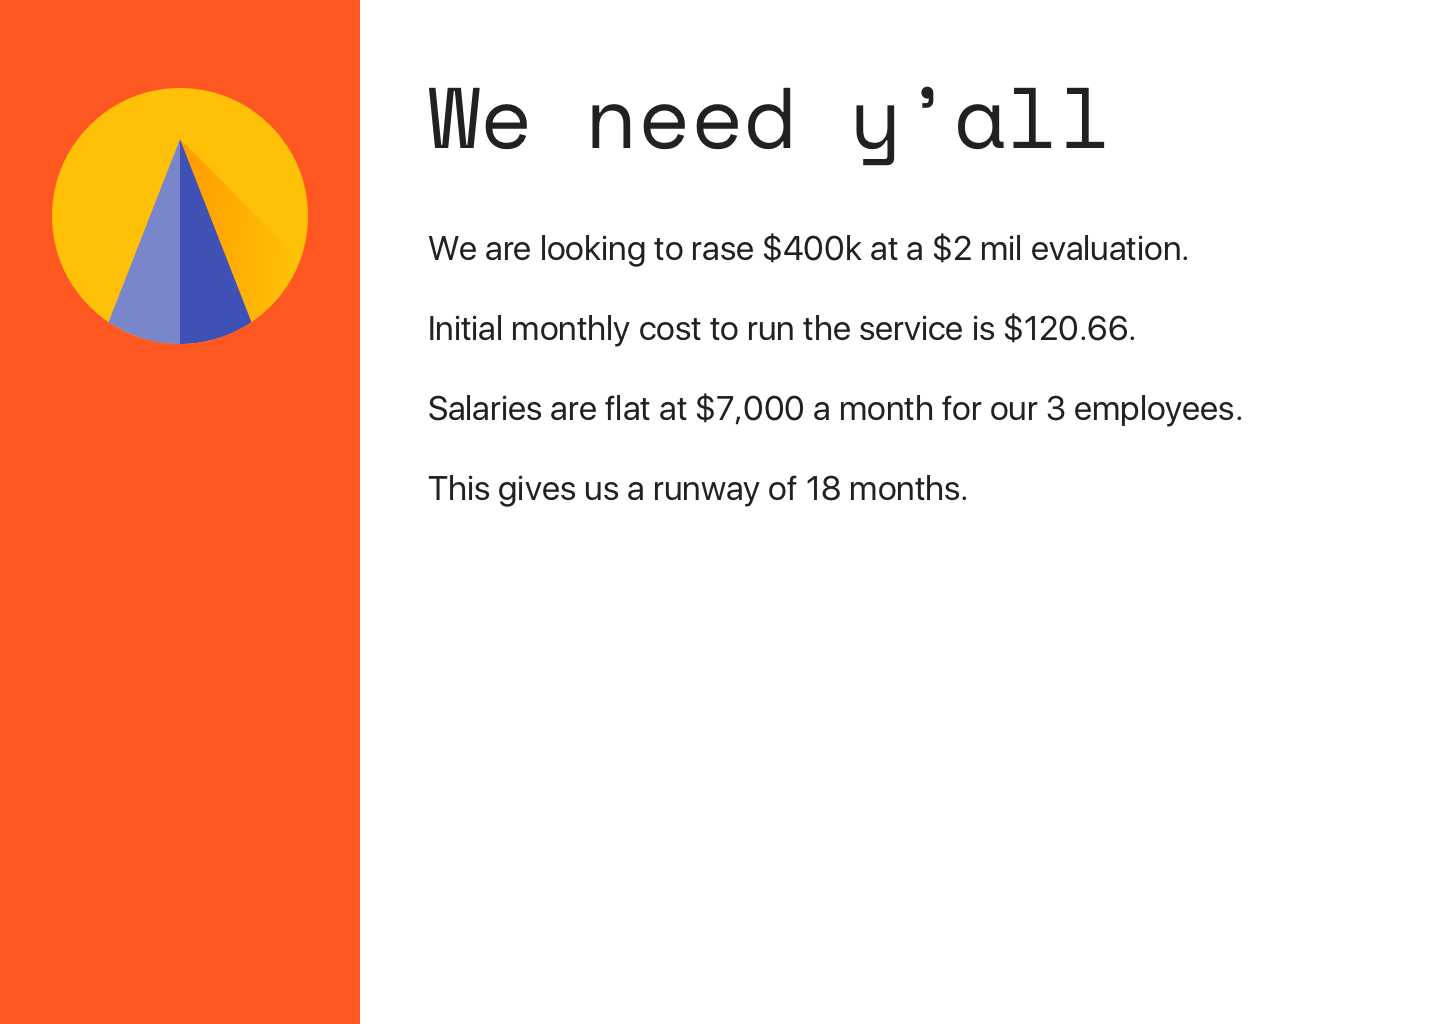 We need y’all
We are looking to rase $400k at a $2 mil evaluation.
Initial monthly cost to run the service is $120.66.
Salaries are flat at $7,000 a month for our 3 employees.
This gives us a runway of 18 months.